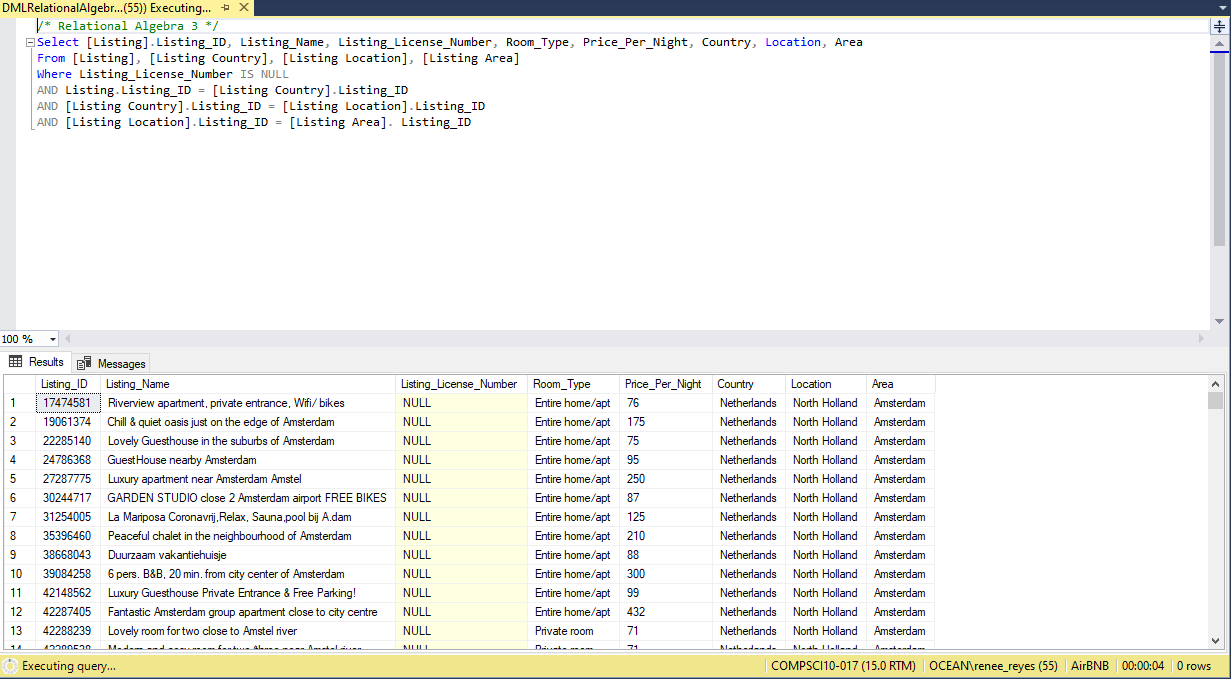 DMLRelationalAlgebr...(55)) Executing...
/* Relational Algebra 3 */
Select [Listing].Listing_ID, Listing_Name, Listing_License_Number, Room_Type, Price_Per_Night, Country, Location, Area
From [Listing], [Listing Country], [Listing Location], [Listing Area]
Where Listing_License_Number IS NULL
AND Listing.Listing_ID = [Listing Country].Listing_ID
AND [Listing Country].Listing_ID = [Listing Location].Listing_ID
AND [Listing Location].Listing_ID = [Listing Area]. Listing_ID
100 %
Results Messages
Listing_ID Listing_Name Listing_License_Number Room_Type Price_Per_Night Country Location Area
1 17474581 Riverview apartment, private entrance, Wifi/ bikes NULL Entire home/apt 76 Netherlands North Holland Amsterdam
2 19061374 Chill & quiet oasis just on the edge of Amsterdam NULL Entire home/apt 175 Netherlands North Holland Amsterdam
3 22285140 Lovely Guesthouse in the suburbs of Amsterdam NULL Entire home/apt 75 Netherlands North Holland Amsterdam
4 24786368 GuestHouse nearby Amsterdam NULL Entire home/apt 95 Netherlands North Holland Amsterdam
5 27287775 Luxury apartment near Amsterdam Amstel NULL Entire home/apt 250 Netherlands North Holland Amsterdam
6 30244717 GARDEN STUDIO close 2 Amsterdam airport FREE BIKES NULL Entire home/apt 87 Netherlands North Holland Amsterdam
7 31254005 La Mariposa Coronavrij,Relax, Sauna,pool bij A.dam NULL Entire home/apt 125 Netherlands North Holland Amsterdam
8 35396460 Peaceful chalet in the neighbourhood of Amsterdam NULL Entire home/apt 210 Netherlands North Holland Amsterdam
9 38668043 Duurzaam vakantiehuisje NULL Entire home/apt 88 Netherlands North Holland Amsterdam
10 39084258 6 pers. B&B, 20 min. from city center of Amsterdam NULL Entire home/apt 300 Netherlands North Holland Amsterdam
11 42148562 Luxury Guesthouse Private Entrance & Free Parking! NULL Entire home/apt 99 Netherlands North Holland Amsterdam
12 42287405 Fantastic Amsterdam group apartment close to city centre NULL Entire home/apt 432 Netherlands North Holland Amsterdam
13 42288239 Lovely room for two close to Amstel river NULL Private room 71 Netherlands North Holland Amsterdam
Executing query... COMPSCI10-017 (15.0 RTM) OCEAN\renee_reyes (55) AirBNB 00:00:04 0 rows